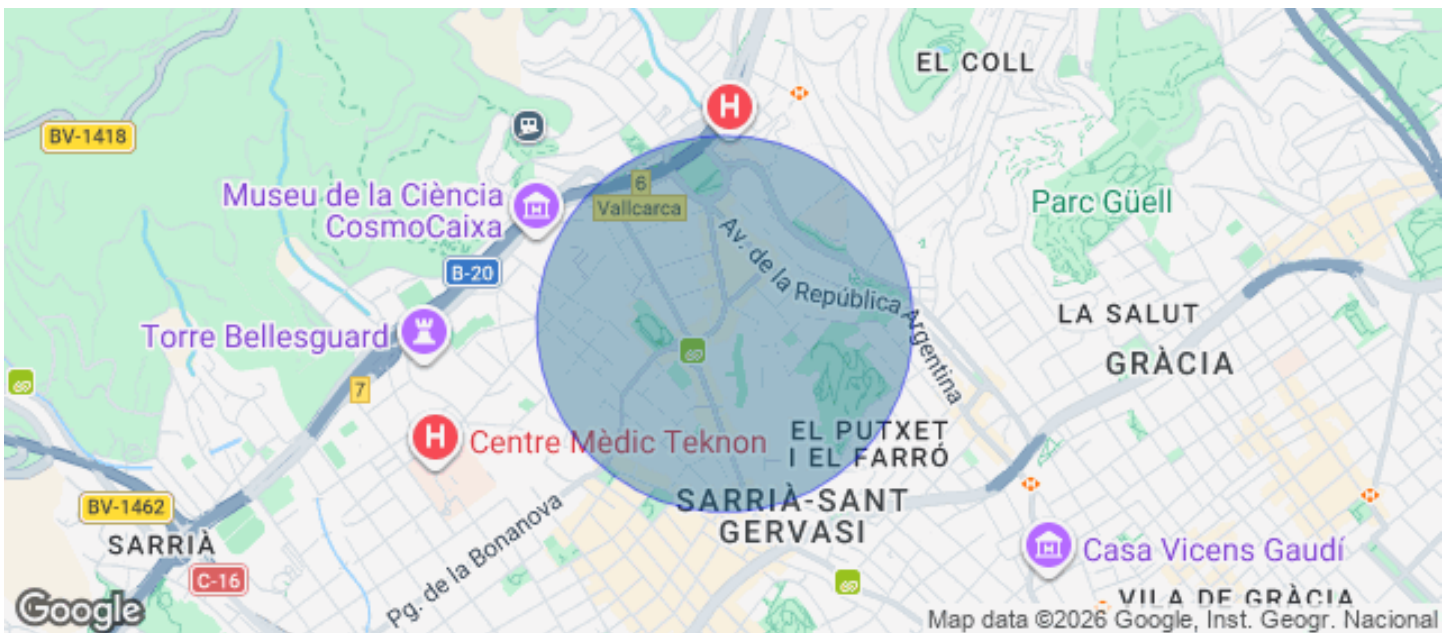 EL COLL
H
BV-1418
6
Museu de la Ciència
CosmoCaixa
Vallcarca
Parc Güell
Av. de la República Argentina
B-20
LA SALUT
Torre Bellesguard
GRÀCIA
7
H
Centre Mèdic Teknon
EL PUTXET
I EL FARRÓ
BV-1462
SARRIÀ-SANT
GERVASI
SARRIÀ
Casa Vicens Gaudí
C-16
Pg. de la Bonanova
VILA DE GRÀCIA
Google
Map data ©2026 Google, Inst. Geogr. Nacional